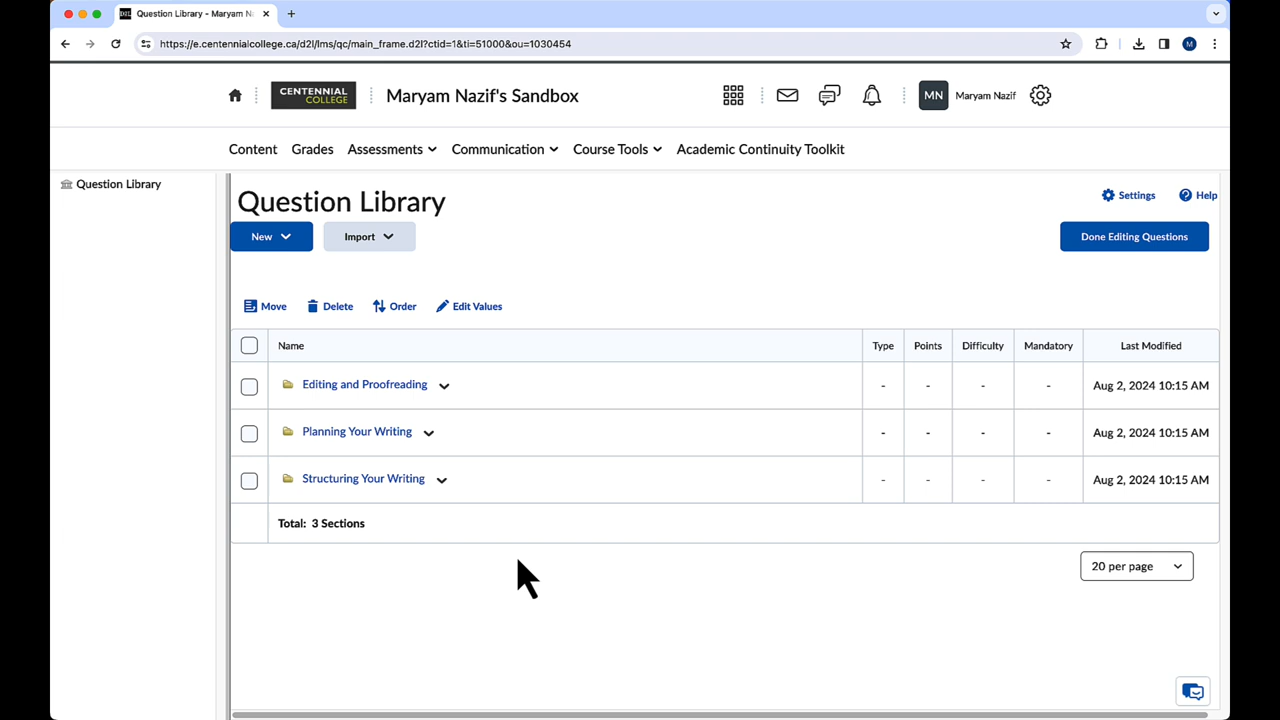 Question Library - Maryam Na
https://e.centennialcollege.ca/d2l/lms/qc/main_frame.d2l?ctid=1&ti=51000&ou=1030454
M
CENTENNIAL
COLLEGE
Maryam Nazif's Sandbox
MN
Maryam Nazif
Content
Grades
Assessments
Communication
Course Tools
Academic Continuity Toolkit
Question Library
Question Library
Settings
Help
New
Import
Done Editing Questions
Move
Delete
Order
Edit Values
Name Type Points Difficulty Mandatory Last Modified
Editing and Proofreading - - - - Aug 2, 2024 10:15 AM
Planning Your Writing - - - - Aug 2, 2024 10:15 AM
Structuring Your Writing - - - - Aug 2, 2024 10:15 AM
Total: 3 Sections
20 per page